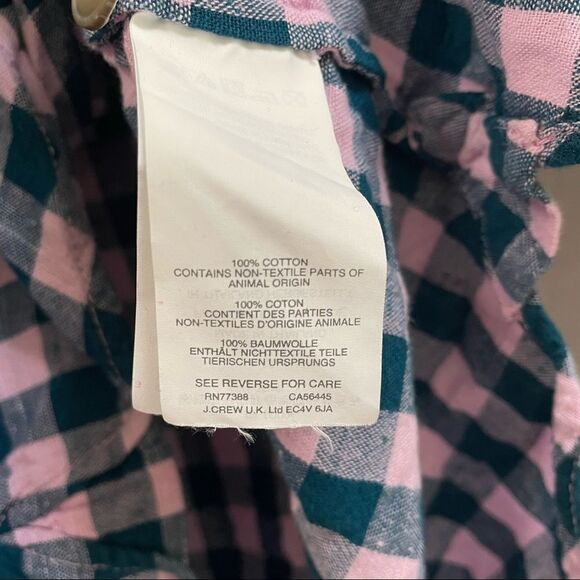 100% COTTON
CONTAINS NON-TEXTILE PARTS OF
ANIMAL ORIGIN
100% COTON
CONTIENT DES PARTIES
NON-TEXTILES D'ORIGINE ANIMALE
100% BAUMWOLLE
ENTHÄLT NICHTTEXTILE TEILE
TIERISCHEN URSPRUNGS
SEE REVERSE FOR CARE
RN77388 CA56445
J.CREW U.K. Ltd EC4V 6JA